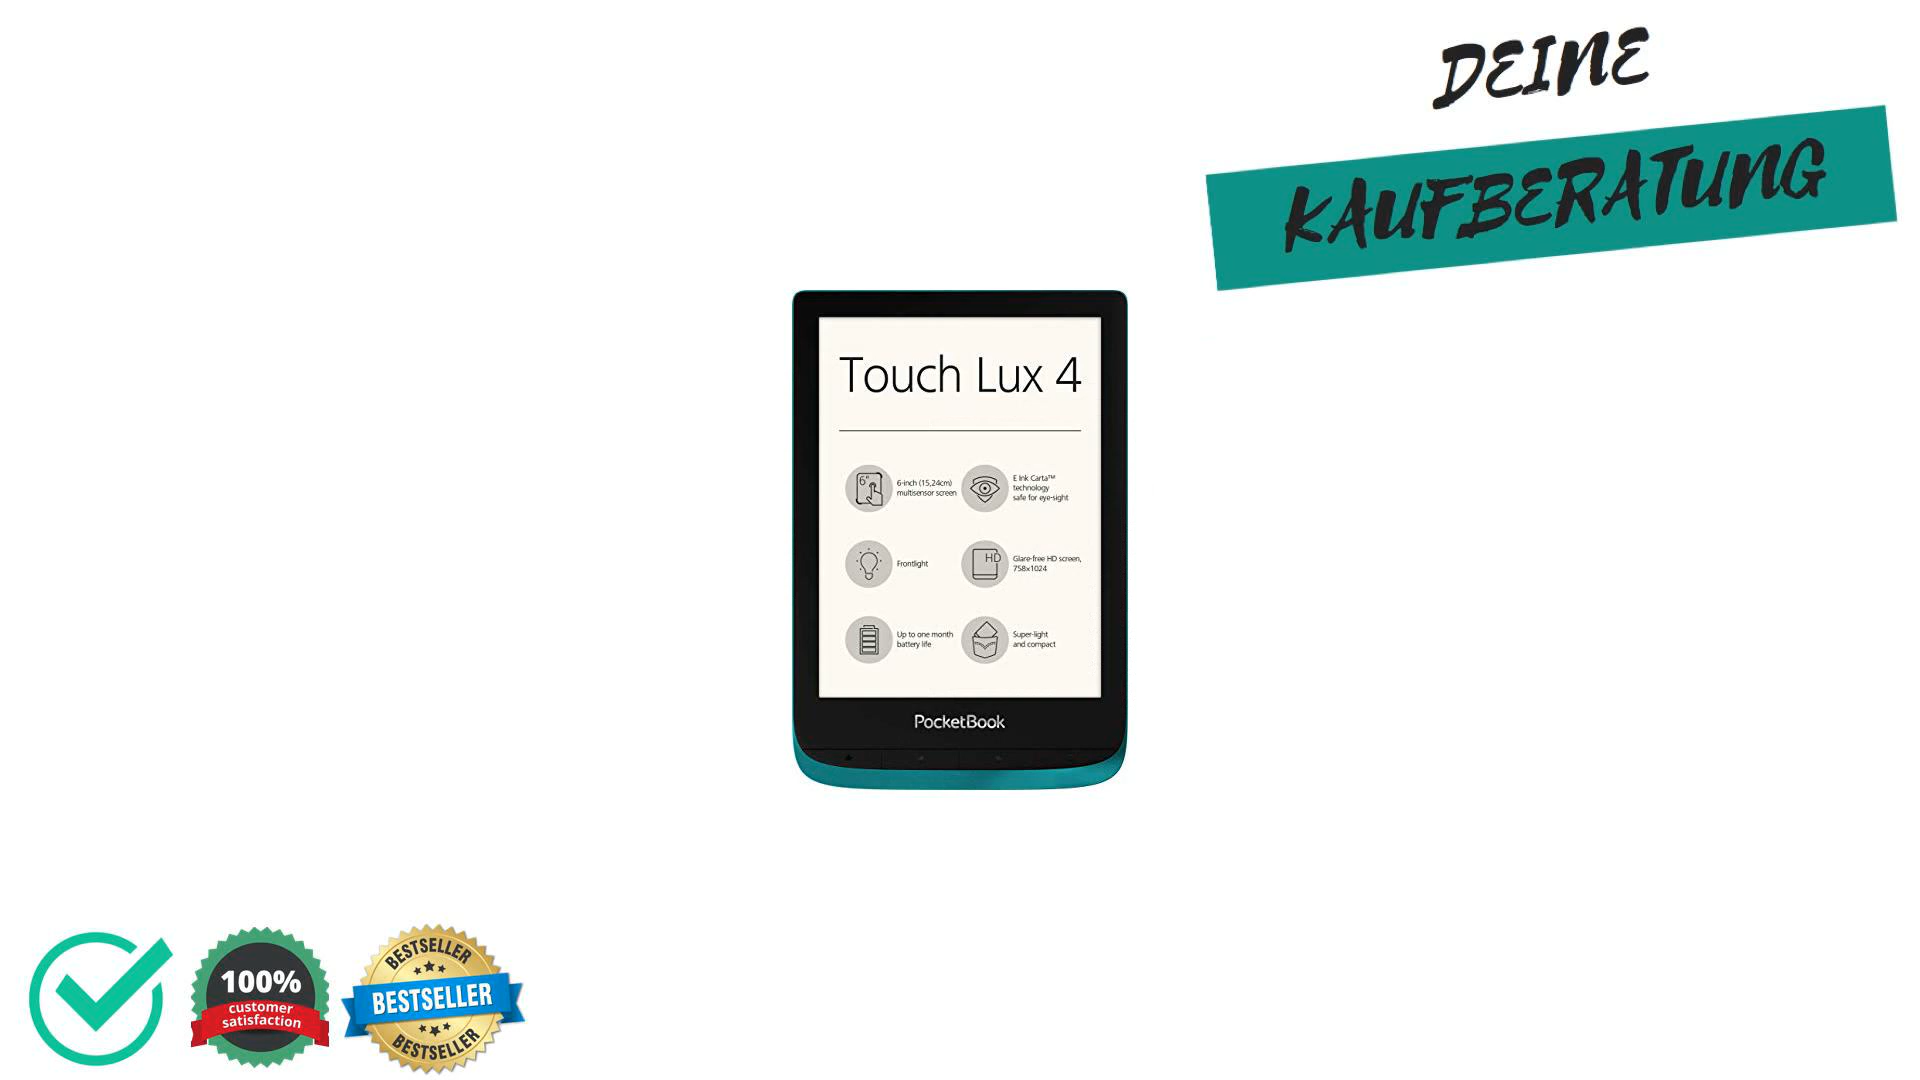 DEINE
KAUFBERATUNG
Touch Lux 4
6"
6-inch (15,24cm)
multisensor screen
E Ink Carta™
technology
safe for eye-sight
Frontlight
HD
Glare-free HD screen,
758x1024
Up to one month
battery life
Super-light
and compact
PocketBook
100%
customer
satisfaction
BESTSELLER
BESTSELLER
BESTSELLER